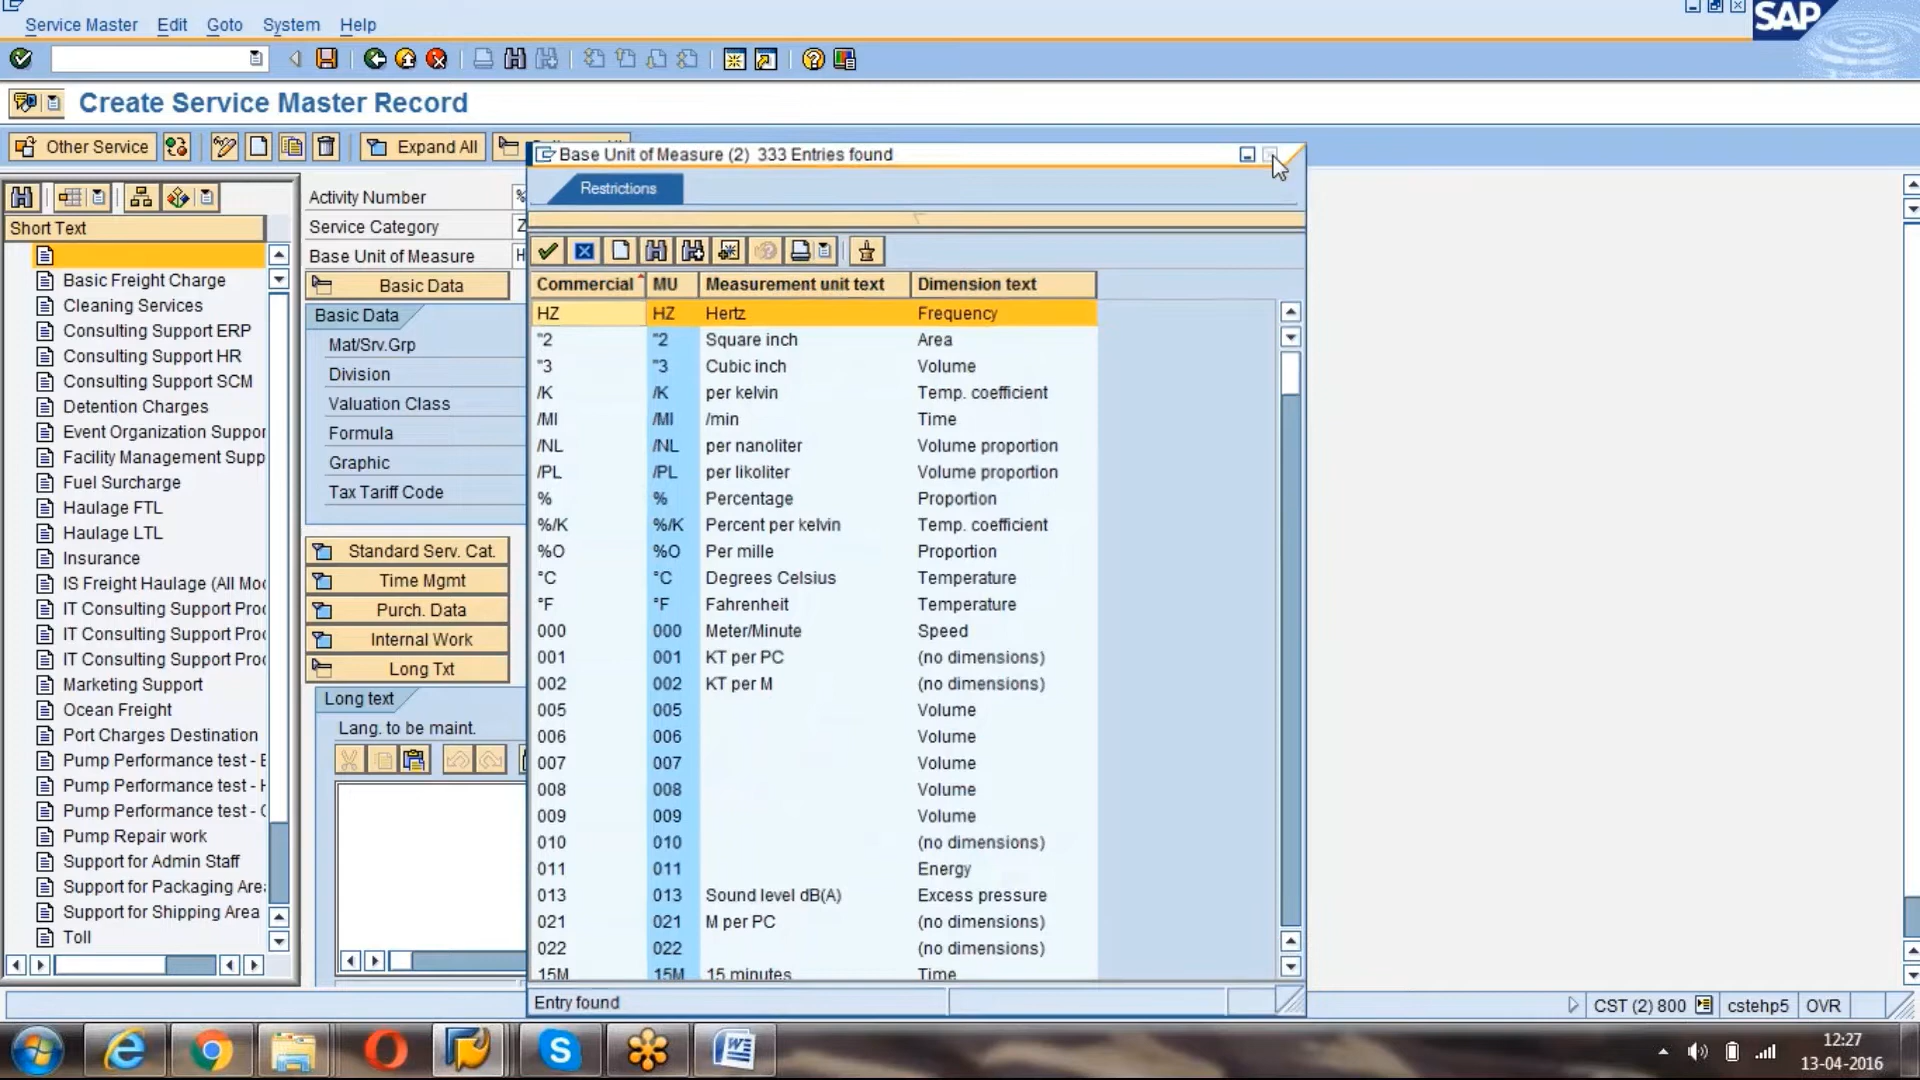 Service Master Edit Goto System Help
SAP
Create Service Master Record
Other Service Expand All
Base Unit of Measure (2) 333 Entries found
Restrictions
Short Text
Basic Freight Charge
Cleaning Services
Consulting Support ERP
Consulting Support HR
Consulting Support SCM
Detention Charges
Event Organization Suppor
Facility Management Supp
Fuel Surcharge
Haulage FTL
Haulage LTL
Insurance
IS Freight Haulage (All Moc
IT Consulting Support Proc
IT Consulting Support Proc
IT Consulting Support Proc
Marketing Support
Ocean Freight
Port Charges Destination
Pump Performance test - E
Pump Performance test - H
Pump Performance test - C
Pump Repair work
Support for Admin Staff
Support for Packaging Area
Support for Shipping Area
Toll
Activity Number %
Service Category Z
Base Unit of Measure H
Basic Data
Basic Data
Mat/Srv.Grp
Division
Valuation Class
Formula
Graphic
Tax Tariff Code
Standard Serv. Cat.
Time Mgmt
Purch. Data
Internal Work
Long Txt
Long text
Lang. to be maint.
Commercial MU Measurement unit text Dimension text
HZ HZ Hertz Frequency
"2 "2 Square inch Area
"3 "3 Cubic inch Volume
/K /K per kelvin Temp. coefficient
/MI /MI /min Time
/NL /NL per nanoliter Volume proportion
/PL /PL per likoliter Volume proportion
% % Percentage Proportion
%/K %/K Percent per kelvin Temp. coefficient
%O %O Per mille Proportion
°C °C Degrees Celsius Temperature
°F °F Fahrenheit Temperature
000 000 Meter/Minute Speed
001 001 KT per PC (no dimensions)
002 002 KT per M (no dimensions)
005 005 Volume
006 006 Volume
007 007 Volume
008 008 Volume
009 009 Volume
010 010 (no dimensions)
011 011 Energy
013 013 Sound level dB(A) Excess pressure
021 021 M per PC (no dimensions)
022 022 (no dimensions)
15M 15M 15 minutes Time
Entry found
CST (2) 800 cstehp5 OVR
12:27
13-04-2016